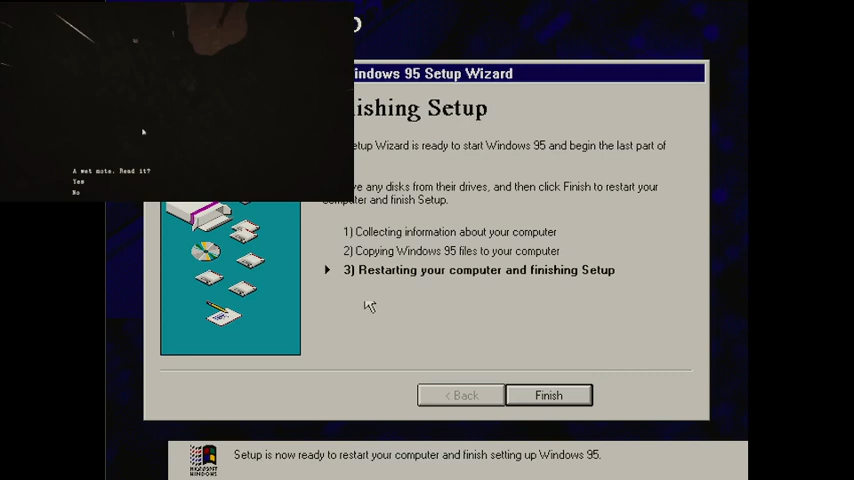 A wet note. Read it?
Yes
No
p
indows 95 Setup Wizard
ishing Setup
etup Wizard is ready to start Windows 95 and begin the last part of
ve any disks from their drives, and then click Finish to restart your
puter and finish Setup.
1) Collecting information about your computer
2) Copying Windows 95 files to your computer
3) Restarting your computer and finishing Setup
< Back
Finish
MICROSOFT
WINDOWS
Setup is now ready to restart your computer and finish setting up Windows 95.